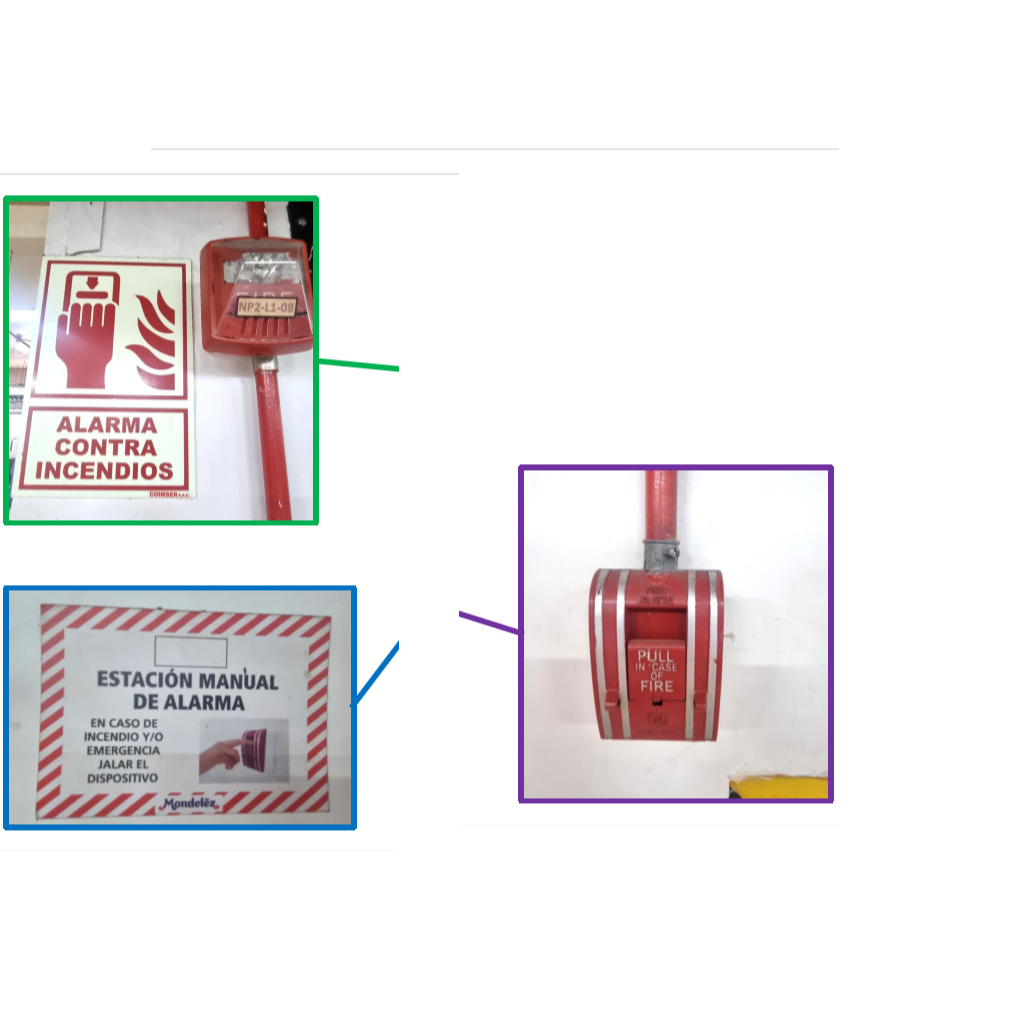 FIRE
NP2-L1-08
ALARMA
CONTRA
INCENDIOS
COIMSER S.A.C.
PULL
IN CASE
OF
FIRE
ESTACIÓN MANUAL
DE ALARMA
EN CASO DE
INCENDIO Y/O
EMERGENCIA
JALAR EL
DISPOSITIVO
Mondelēz